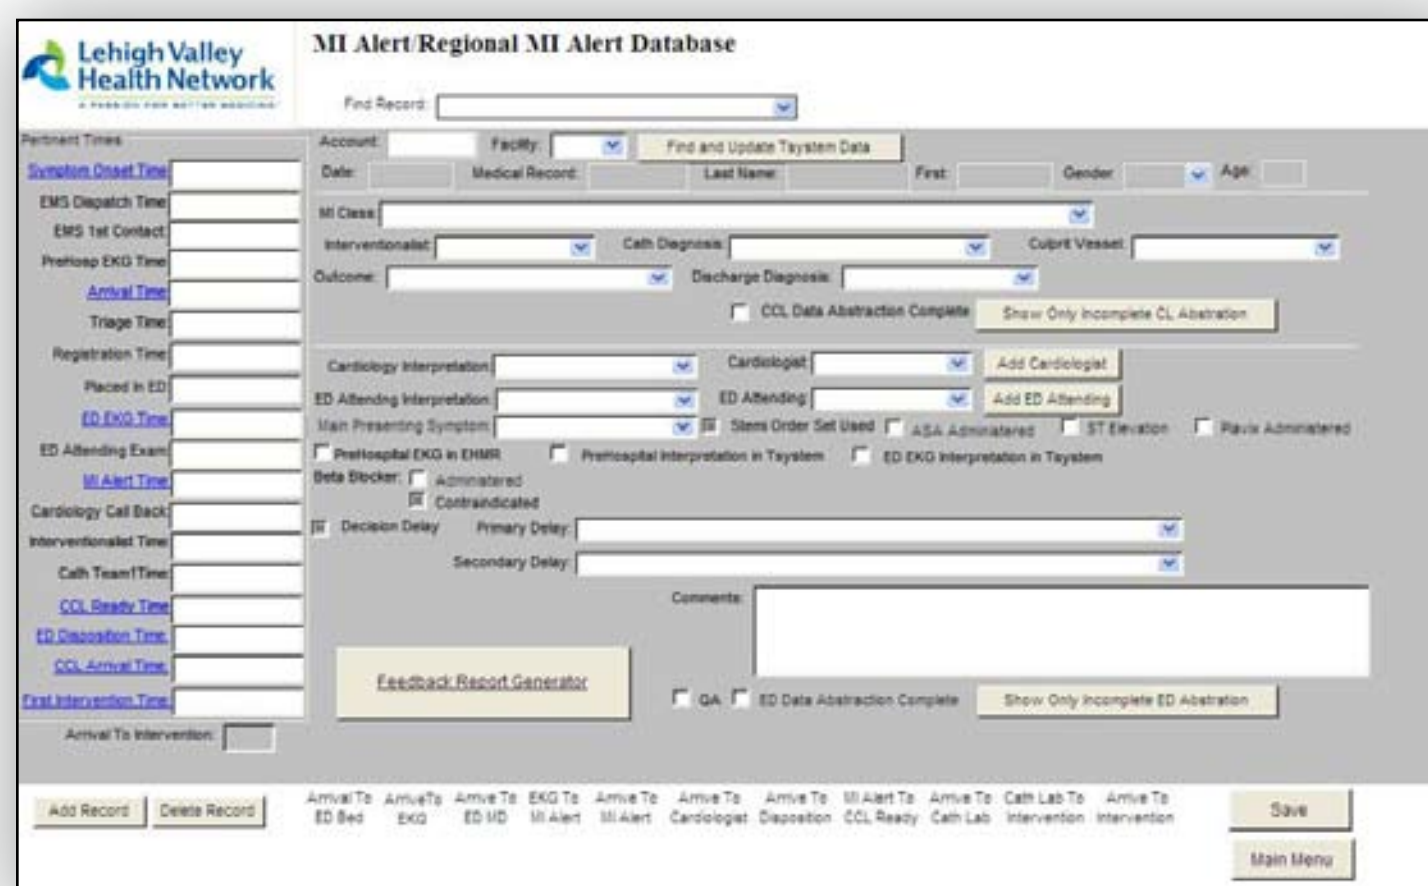 Lehigh Valley
Health Network
A PASSION FOR BETTER MEDICINE
MI Alert/Regional MI Alert Database
Find Record:
Pertinent Times
Symptom Onset Time
EMS Dispatch Time
EMS 1st Contact
PreHosp EKG Time
Arrival Time
Triage Time
Registration Time
Placed In ED
ED EKG Time
ED Attending Exam
MI Alert Time
Cardiology Call Back
Interventionalist Time
Cath Team1Time
CCL Ready Time
ED Disposition Time
CCL Arrival Time
First Intervention Time
Arrival To Intervention:
Account: Facility: Find and Update Tsystem Data
Date: Medical Record: Last Name: First: Gender Age:
MI Class:
Interventionalist: Cath Diagnosis: Culprit Vessel:
Outcome: Discharge Diagnosis:
CCL Data Abstraction Complete Show Only Incomplete CL Abstration
Cardiology Interpretation: Cardiologist: Add Cardiologist
ED Attending Interpretation: ED Attending: Add ED Attending
Main Presenting Symptom: Stemi Order Set Used ASA Administered ST Elevation Plavix Administered
PreHospital EKG in EHMR PreHospital Interpretation in Tsystem ED EKG Interpretation in Tsystem
Beta Blocker: Administered
Contraindicated
Decision Delay Primary Delay:
Secondary Delay:
Comments:
Feedback Report Generator
QA ED Data Abstraction Complete Show Only Incomplete ED Abstration
Add Record Delete Record
Arrival To ED Bed
ArriveTo EKG
Arrive To ED MD
EKG To MI Alert
Arrive To MI Alert
Arrive To Cardiologist
Arrive To Disposition
MI Alert To CCL Ready
Arrive To Cath Lab
Cath Lab To Intervention
Arrive To Intervention
Save
Main Menu